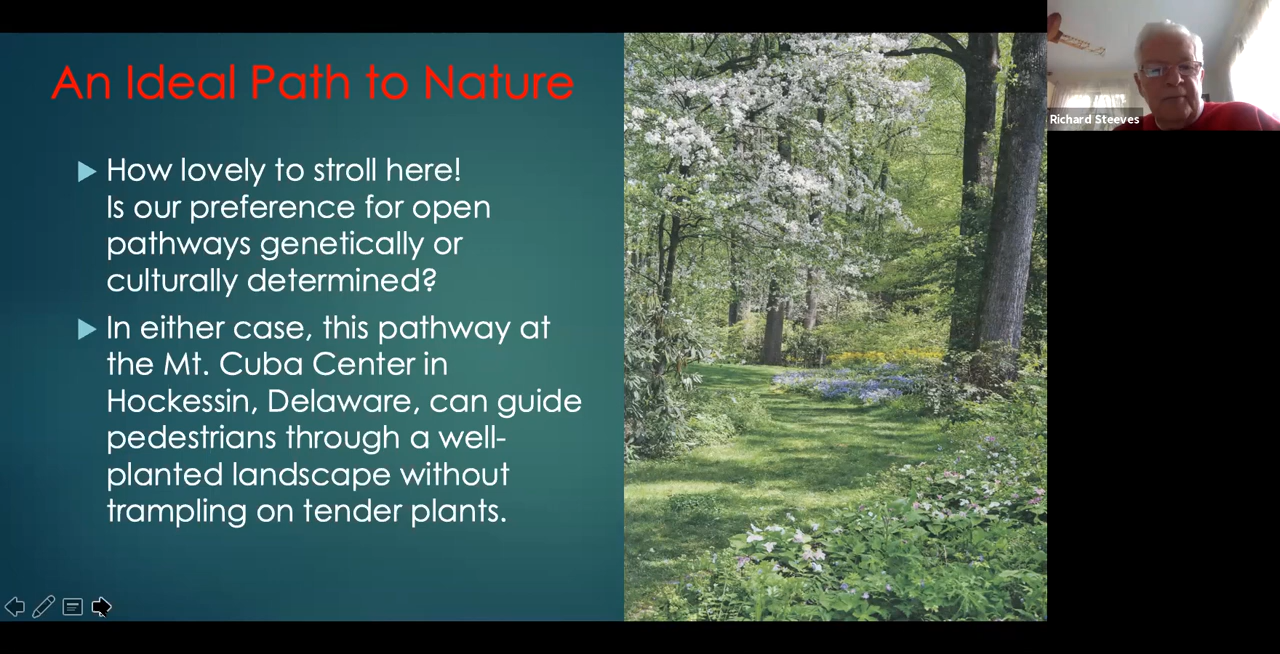 An Ideal Path to Nature
How lovely to stroll here!
Is our preference for open
pathways genetically or
culturally determined?
In either case, this pathway at
the Mt. Cuba Center in
Hockessin, Delaware, can guide
pedestrians through a well-
planted landscape without
trampling on tender plants.
Richard Steeves